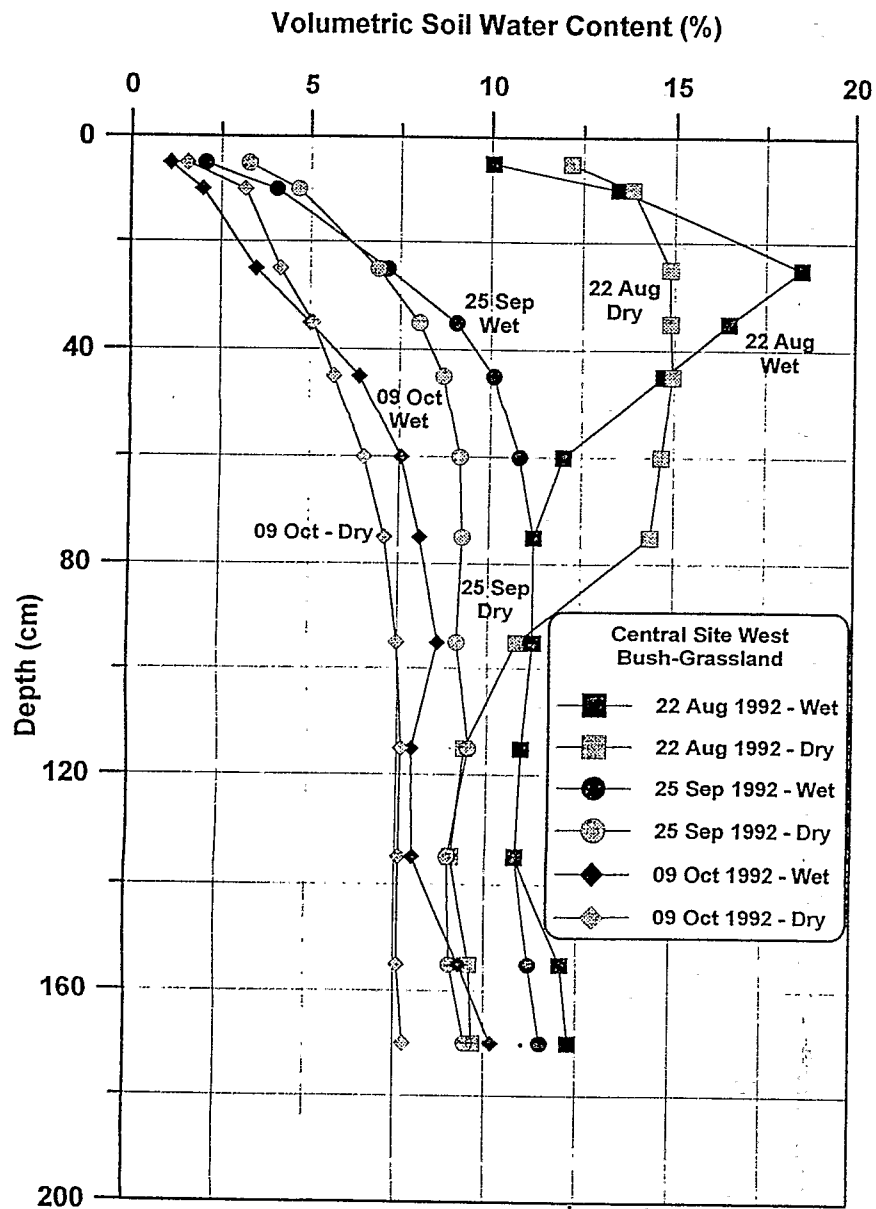 Volumetric Soil Water Content (%)
0 5 10 15 20
0
40
80
120
160
200
Depth (cm)
25 Sep
Wet
22 Aug
Dry
22 Aug
Wet
09 Oct
Wet
09 Oct - Dry
25 Sep
Dry
Central Site West
Bush-Grassland
22 Aug 1992 - Wet
22 Aug 1992 - Dry
25 Sep 1992 - Wet
25 Sep 1992 - Dry
09 Oct 1992 - Wet
09 Oct 1992 - Dry